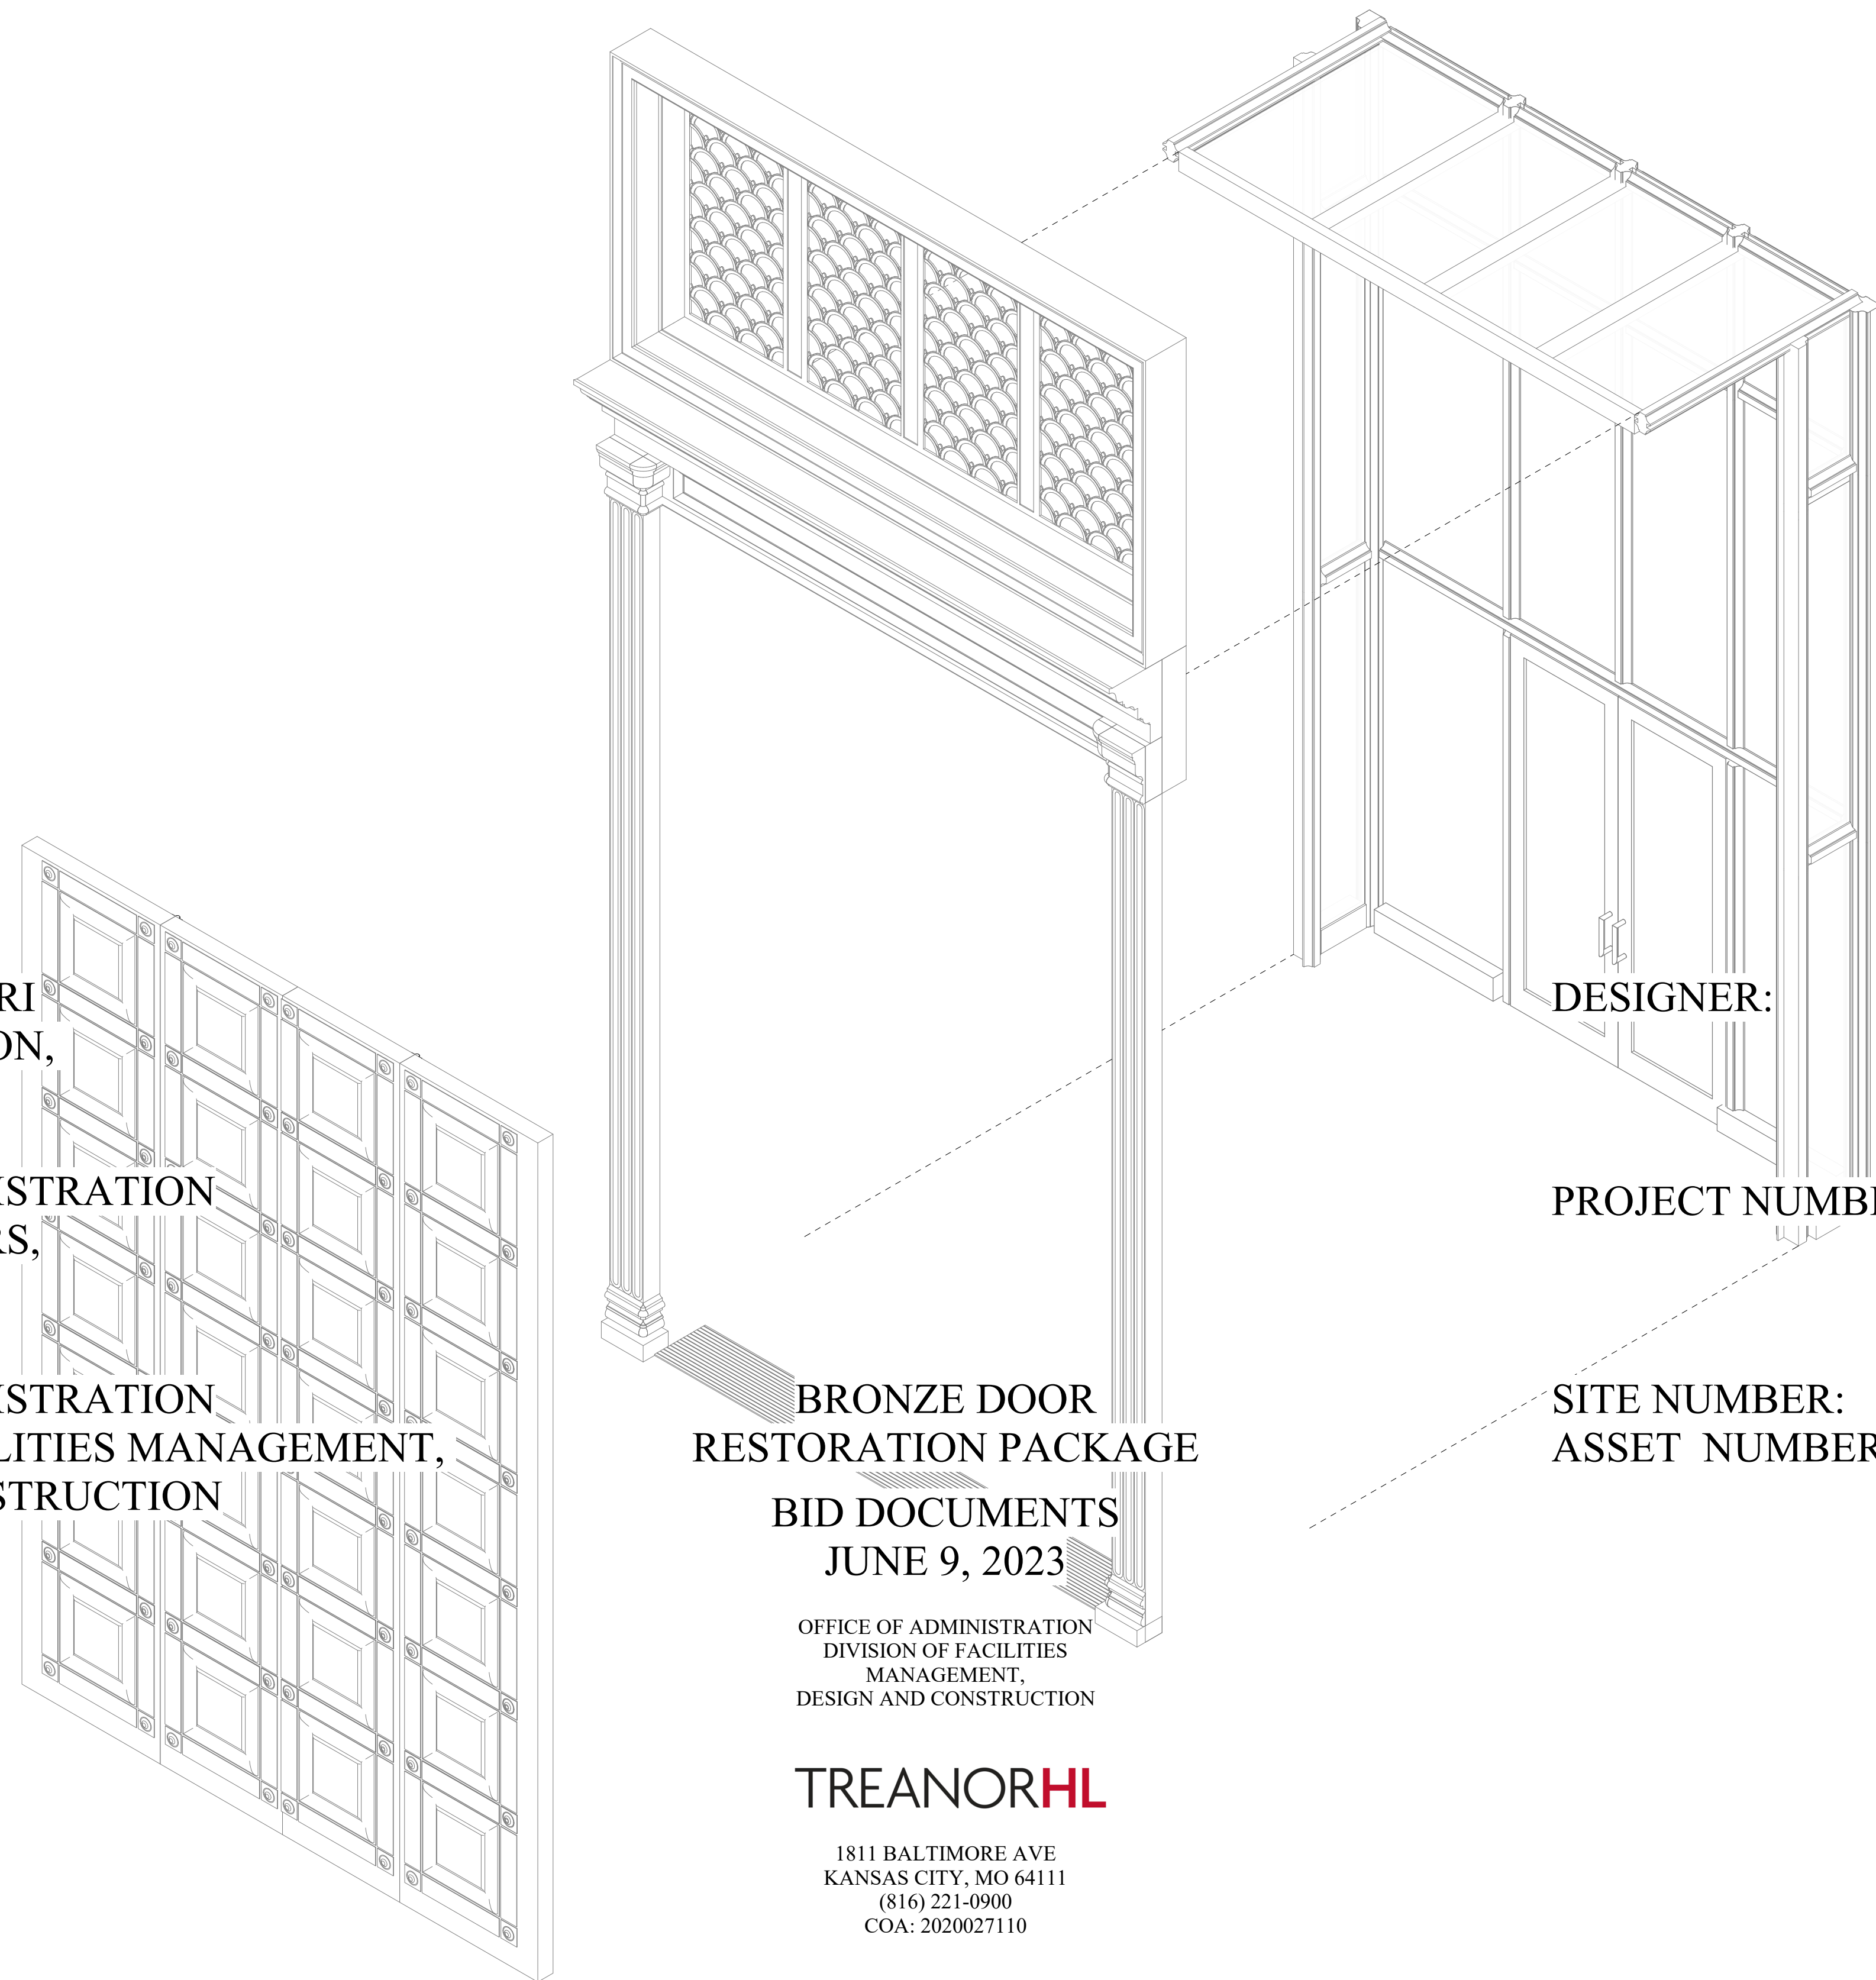 RI
ON,
ISTRATION
RS,
ISTRATION
LITIES MANAGEMENT,
STRUCTION
BRONZE DOOR
RESTORATION PACKAGE
BID DOCUMENTS
JUNE 9, 2023
OFFICE OF ADMINISTRATION
DIVISION OF FACILITIES
MANAGEMENT,
DESIGN AND CONSTRUCTION
TREANORHL
1811 BALTIMORE AVE
KANSAS CITY, MO 64111
(816) 221-0900
COA: 2020027110
DESIGNER:
PROJECT NUMB
SITE NUMBER:
ASSET  NUMBER